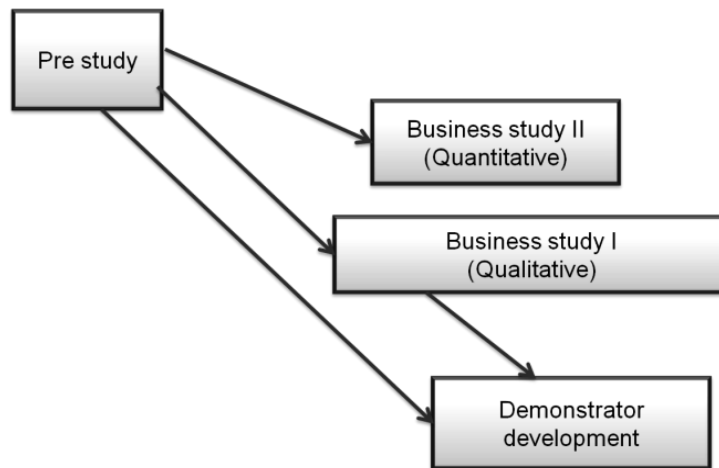 Pre study
Business study II
(Quantitative)
Business study I
(Qualitative)
Demonstrator
development